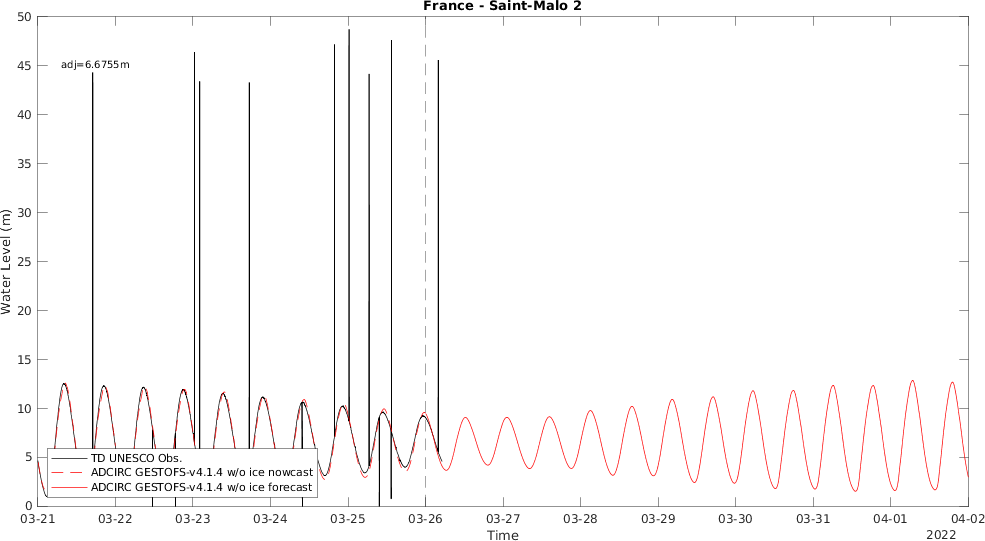 France - Saint-Malo 2
50
45
40
35
30
25
20
15
10
5
0
Water Level (m)
adj=6.6755m
TD UNESCO Obs.
ADCIRC GESTOFS-v4.1.4 w/o ice nowcast
ADCIRC GESTOFS-v4.1.4 w/o ice forecast
03-21 03-22 03-23 03-24 03-25 03-26 03-27 03-28 03-29 03-30 03-31 04-01 04-02
Time
2022